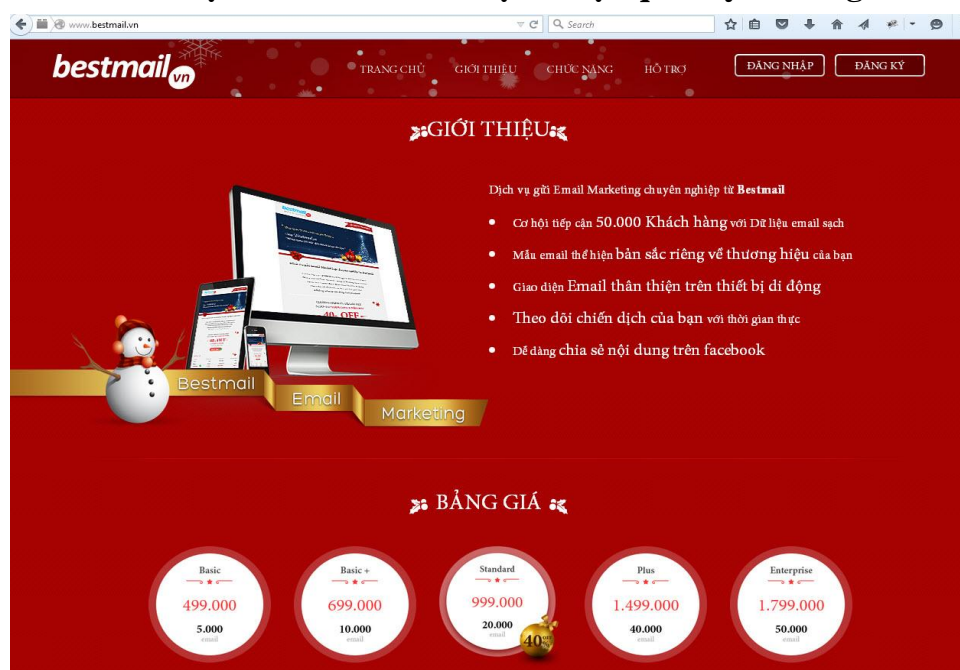 www.bestmail.vn
Search
bestmail vn
TRANG CHỦ GIỚI THIỆU CHỨC NĂNG HỖ TRỢ ĐĂNG NHẬP ĐĂNG KÝ
GIỚI THIỆU
Dịch vụ gửi Email Marketing chuyên nghiệp từ Bestmail
• Cơ hội tiếp cận 50.000 Khách hàng với Dữ liệu email sạch
• Mẫu email thể hiện bản sắc riêng về thương hiệu của bạn
• Giao diện Email thân thiện trên thiết bị di động
• Theo dõi chiến dịch của bạn với thời gian thực
• Dễ dàng chia sẻ nội dung trên facebook
40% OFF
Bestmail
Email
Marketing
BẢNG GIÁ
Basic
499.000
5.000
email
Basic +
699.000
10.000
email
Standard
999.000
20.000
email
40%
Plus
1.499.000
40.000
email
Enterprise
1.799.000
50.000
email